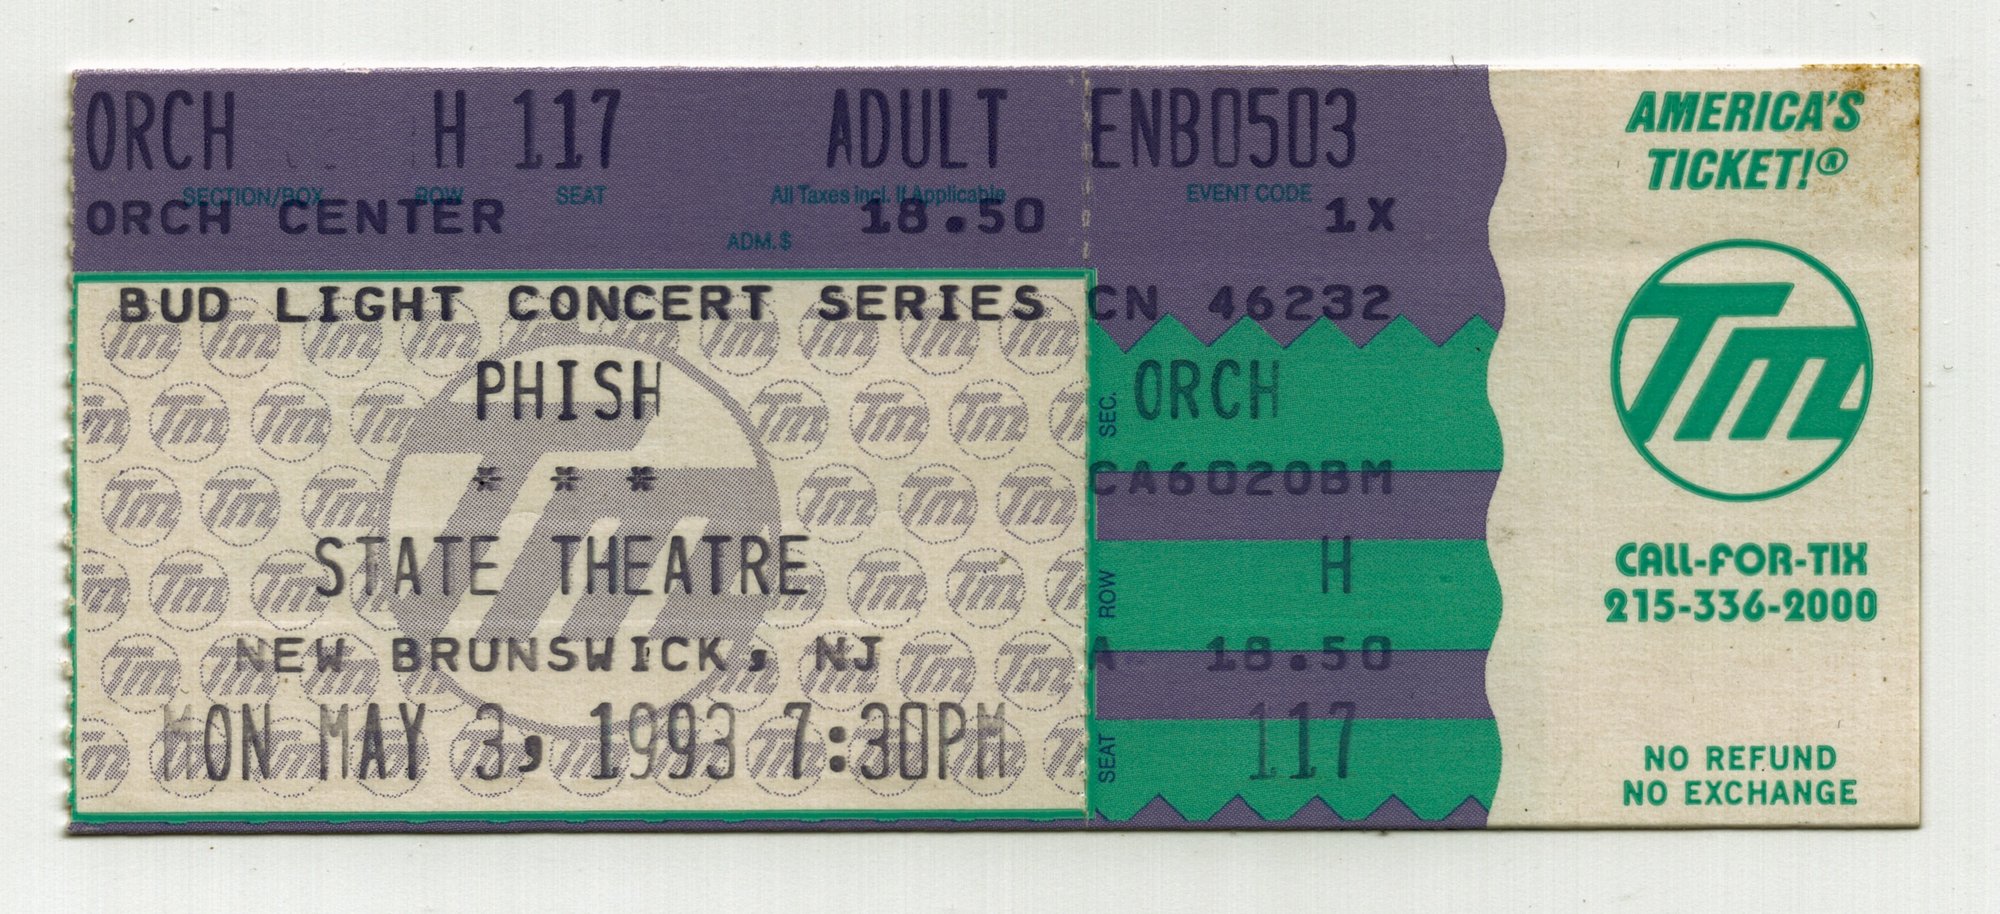 ORCH H 117 ADULT
SECTION/BOX ROW SEAT All Taxes incl. If Applicable
ORCH CENTER 18.50
ADM. $
BUD LIGHT CONCERT SERIES
PHISH
* * *
STATE THEATRE
NEW BRUNSWICK, NJ
MON MAY 3, 1993 7:30PM
ENB0503
EVENT CODE
1X
CN 46232
SEC. ORCH
CA6020BM
ROW H
A 18.50
SEAT 117
AMERICA'S
TICKET!®
TM
CALL-FOR-TIX
215-336-2000
NO REFUND
NO EXCHANGE